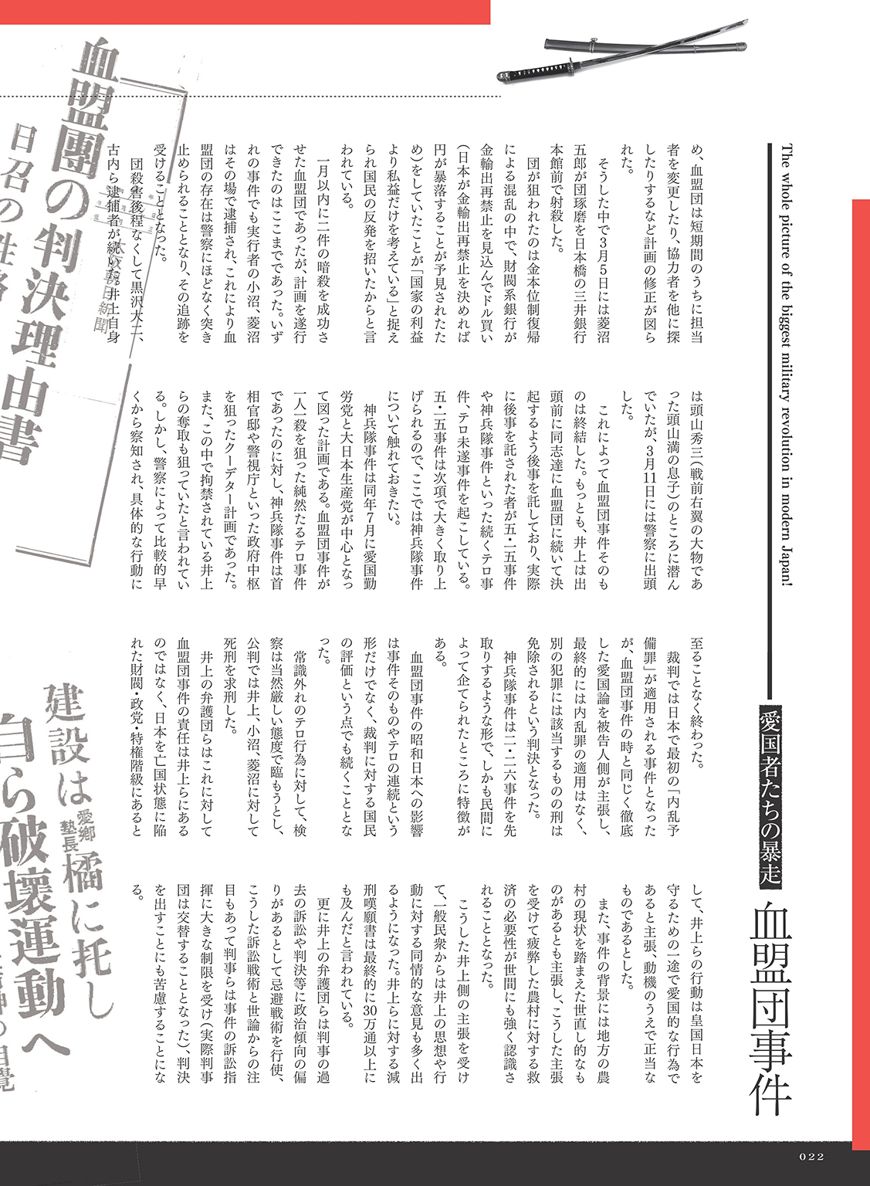 The whole picture of the biggest military revolution in modern Japan!
愛国者たちの暴走
血盟団事件
め、血盟団は短期間のうちに担当
者を変更したり、協力者を他に探
したりするなど計画の修正が図ら
れた。
そうした中で3月5日には菱沼
五郎が団琢磨を日本橋の三井銀行
本館前で射殺した。
団が狙われたのは金本位制復帰
による混乱の中で、財閥系銀行が
金輸出再禁止を見込んでドル買い
(日本が金輸出再禁止を決めれば
円が暴落することが予見されたた
め)をしていたことが「国家の利益
より私益だけを考えている」と捉え
られ国民の反発を招いたからと言
われている。
一月以内に二件の暗殺を成功さ
せた血盟団であったが、計画を遂行
できたのはここまでであった。いず
れの事件でも実行者の小沼、菱沼
はその場で逮捕され、これにより血
盟団の存在は警察にほどなく突き
止められることとなり、その追跡を
受けることとなった。
団殺害後程なくして黒沢大二、
古内ら逮捕者が続いた。井上自身
は頭山秀三(戦前右翼の大物であ
った頭山満の息子)のところに潜ん
でいたが、3月11日には警察に出頭
した。
これによって血盟団事件そのも
のは終結した。もっとも、井上は出
頭前に同志達に血盟団に続いて決
起するよう後事を託しており、実際
に後事を託された者が五・一五事件
や神兵隊事件といった続くテロ事
件、テロ未遂事件を起こしている。
五・一五事件は次項で大きく取り上
げられるので、ここでは神兵隊事件
について触れておきたい。
神兵隊事件は同年7月に愛国勤
労党と大日本生産党が中心となっ
て図った計画である。血盟団事件が
一人一殺を狙った純然たるテロ事件
であったのに対し、神兵隊事件は首
相官邸や警視庁といった政府中枢
を狙ったクーデター計画であった。
また、この中で拘禁されている井上
らの奪取も狙っていたと言われてい
る。しかし、警察によって比較的早
くから察知され、具体的な行動に
至ることなく終わった。
裁判では日本で最初の「内乱予
備罪」が適用される事件となった
が、血盟団事件の時と同じく徹底
した愛国論を被告人側が主張し、
最終的には内乱罪の適用はなく、
別の犯罪には該当するものの刑は
免除されるという判決となった。
神兵隊事件は二・二六事件を先
取りするような形で、しかも民間に
よって企てられたところに特徴が
ある。
血盟団事件の昭和日本への影響
は事件そのものやテロの連続という
形だけでなく、裁判に対する国民
の評価という点でも続くこととな
った。
常識外れのテロ行為に対して、検
察は当然厳しい態度で臨もうとし、
公判では井上、小沼、菱沼に対して
死刑を求刑した。
井上の弁護団らはこれに対して
血盟団事件の責任は井上らにある
のではなく、日本を亡国状態に陥
れた財閥・政党・特権階級にあると
して、井上らの行動は皇国日本を
守るための一途で愛国的な行為で
あると主張、動機のうえで正当な
ものであるとした。
また、事件の背景には地方の農
村の現状を踏まえた世直し的なも
のがあるとも主張し、こうした主張
を受けて疲弊した農村に対する救
済の必要性が世間にも強く認識さ
れることとなった。
こうした井上側の主張を受け
て、一般民衆からは井上の思想や行
動に対する同情的な意見も多く出
るようになった。井上らに対する減
刑嘆願書は最終的に30万通以上に
も及んだと言われている。
更に井上の弁護団らは判事の過
去の訴訟や判決等に政治傾向の偏
りがあるとして忌避戦術を行使、
こうした訴訟戦術と世論からの注
目もあって判事らは事件の訴訟指
揮に大きな制限を受け(実際判事
団は交替することとなった)、判決
を出すことにも苦慮することにな
る。
血盟團の判決理由書
日召の性格
建設は愛郷塾長橘に托し
自ら破壊運動へ
022